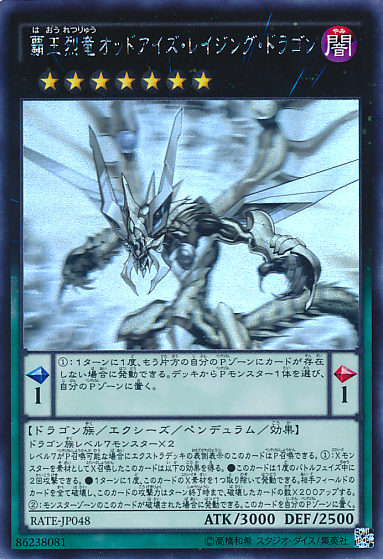 覇王烈竜オッドアイズ・レイジング・ドラゴン
闇
①:1ターンに1度、もう片方の自分のPゾーンにカードが存在
しない場合に発動できる。デッキからPモンスター1体を選び、
自分のPゾーンに置く。
1
1
【ドラゴン族/エクシーズ/ペンデュラム/効果】
ドラゴン族レベル7モンスター×2
レベル7がP召喚可能な場合にエクストラデッキの表側表示のこのカードはP召喚できる。①:Xモ
ンスターを素材としてX召喚したこのカードは以下の効果を得る。●このカードは1度のバトルフェイズ中に
2回攻撃できる。●1ターンに1度、このカードのX素材を1つ取り除いて発動できる。相手フィールドの
カードを全て破壊し、このカードの攻撃力はターン終了時まで、破壊したカードの数×200アップする。
②:モンスターゾーンのこのカードが破壊された場合に発動できる。このカードを自分のPゾーンに置く。
RATE-JP048
ATK/3000 DEF/2500
86238081
©高橋和希 スタジオ・ダイス/集英社